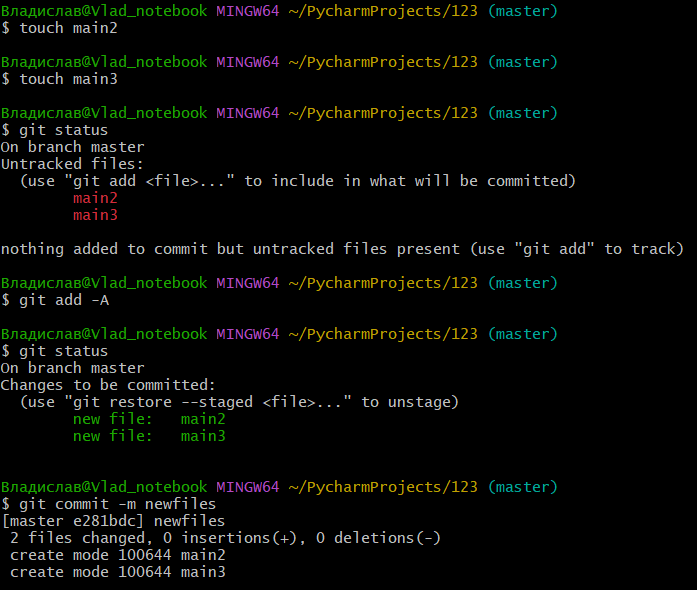 Владислав@Vlad_notebook MINGW64 ~/PycharmProjects/123 (master)
$ touch main2
Владислав@Vlad_notebook MINGW64 ~/PycharmProjects/123 (master)
$ touch main3
Владислав@Vlad_notebook MINGW64 ~/PycharmProjects/123 (master)
$ git status
On branch master
Untracked files:
  (use "git add <file>..." to include in what will be committed)
        main2
        main3
nothing added to commit but untracked files present (use "git add" to track)
Владислав@Vlad_notebook MINGW64 ~/PycharmProjects/123 (master)
$ git add -A
Владислав@Vlad_notebook MINGW64 ~/PycharmProjects/123 (master)
$ git status
On branch master
Changes to be committed:
  (use "git restore --staged <file>..." to unstage)
        new file:   main2
        new file:   main3
Владислав@Vlad_notebook MINGW64 ~/PycharmProjects/123 (master)
$ git commit -m newfiles
[master e281bdc] newfiles
 2 files changed, 0 insertions(+), 0 deletions(-)
 create mode 100644 main2
 create mode 100644 main3